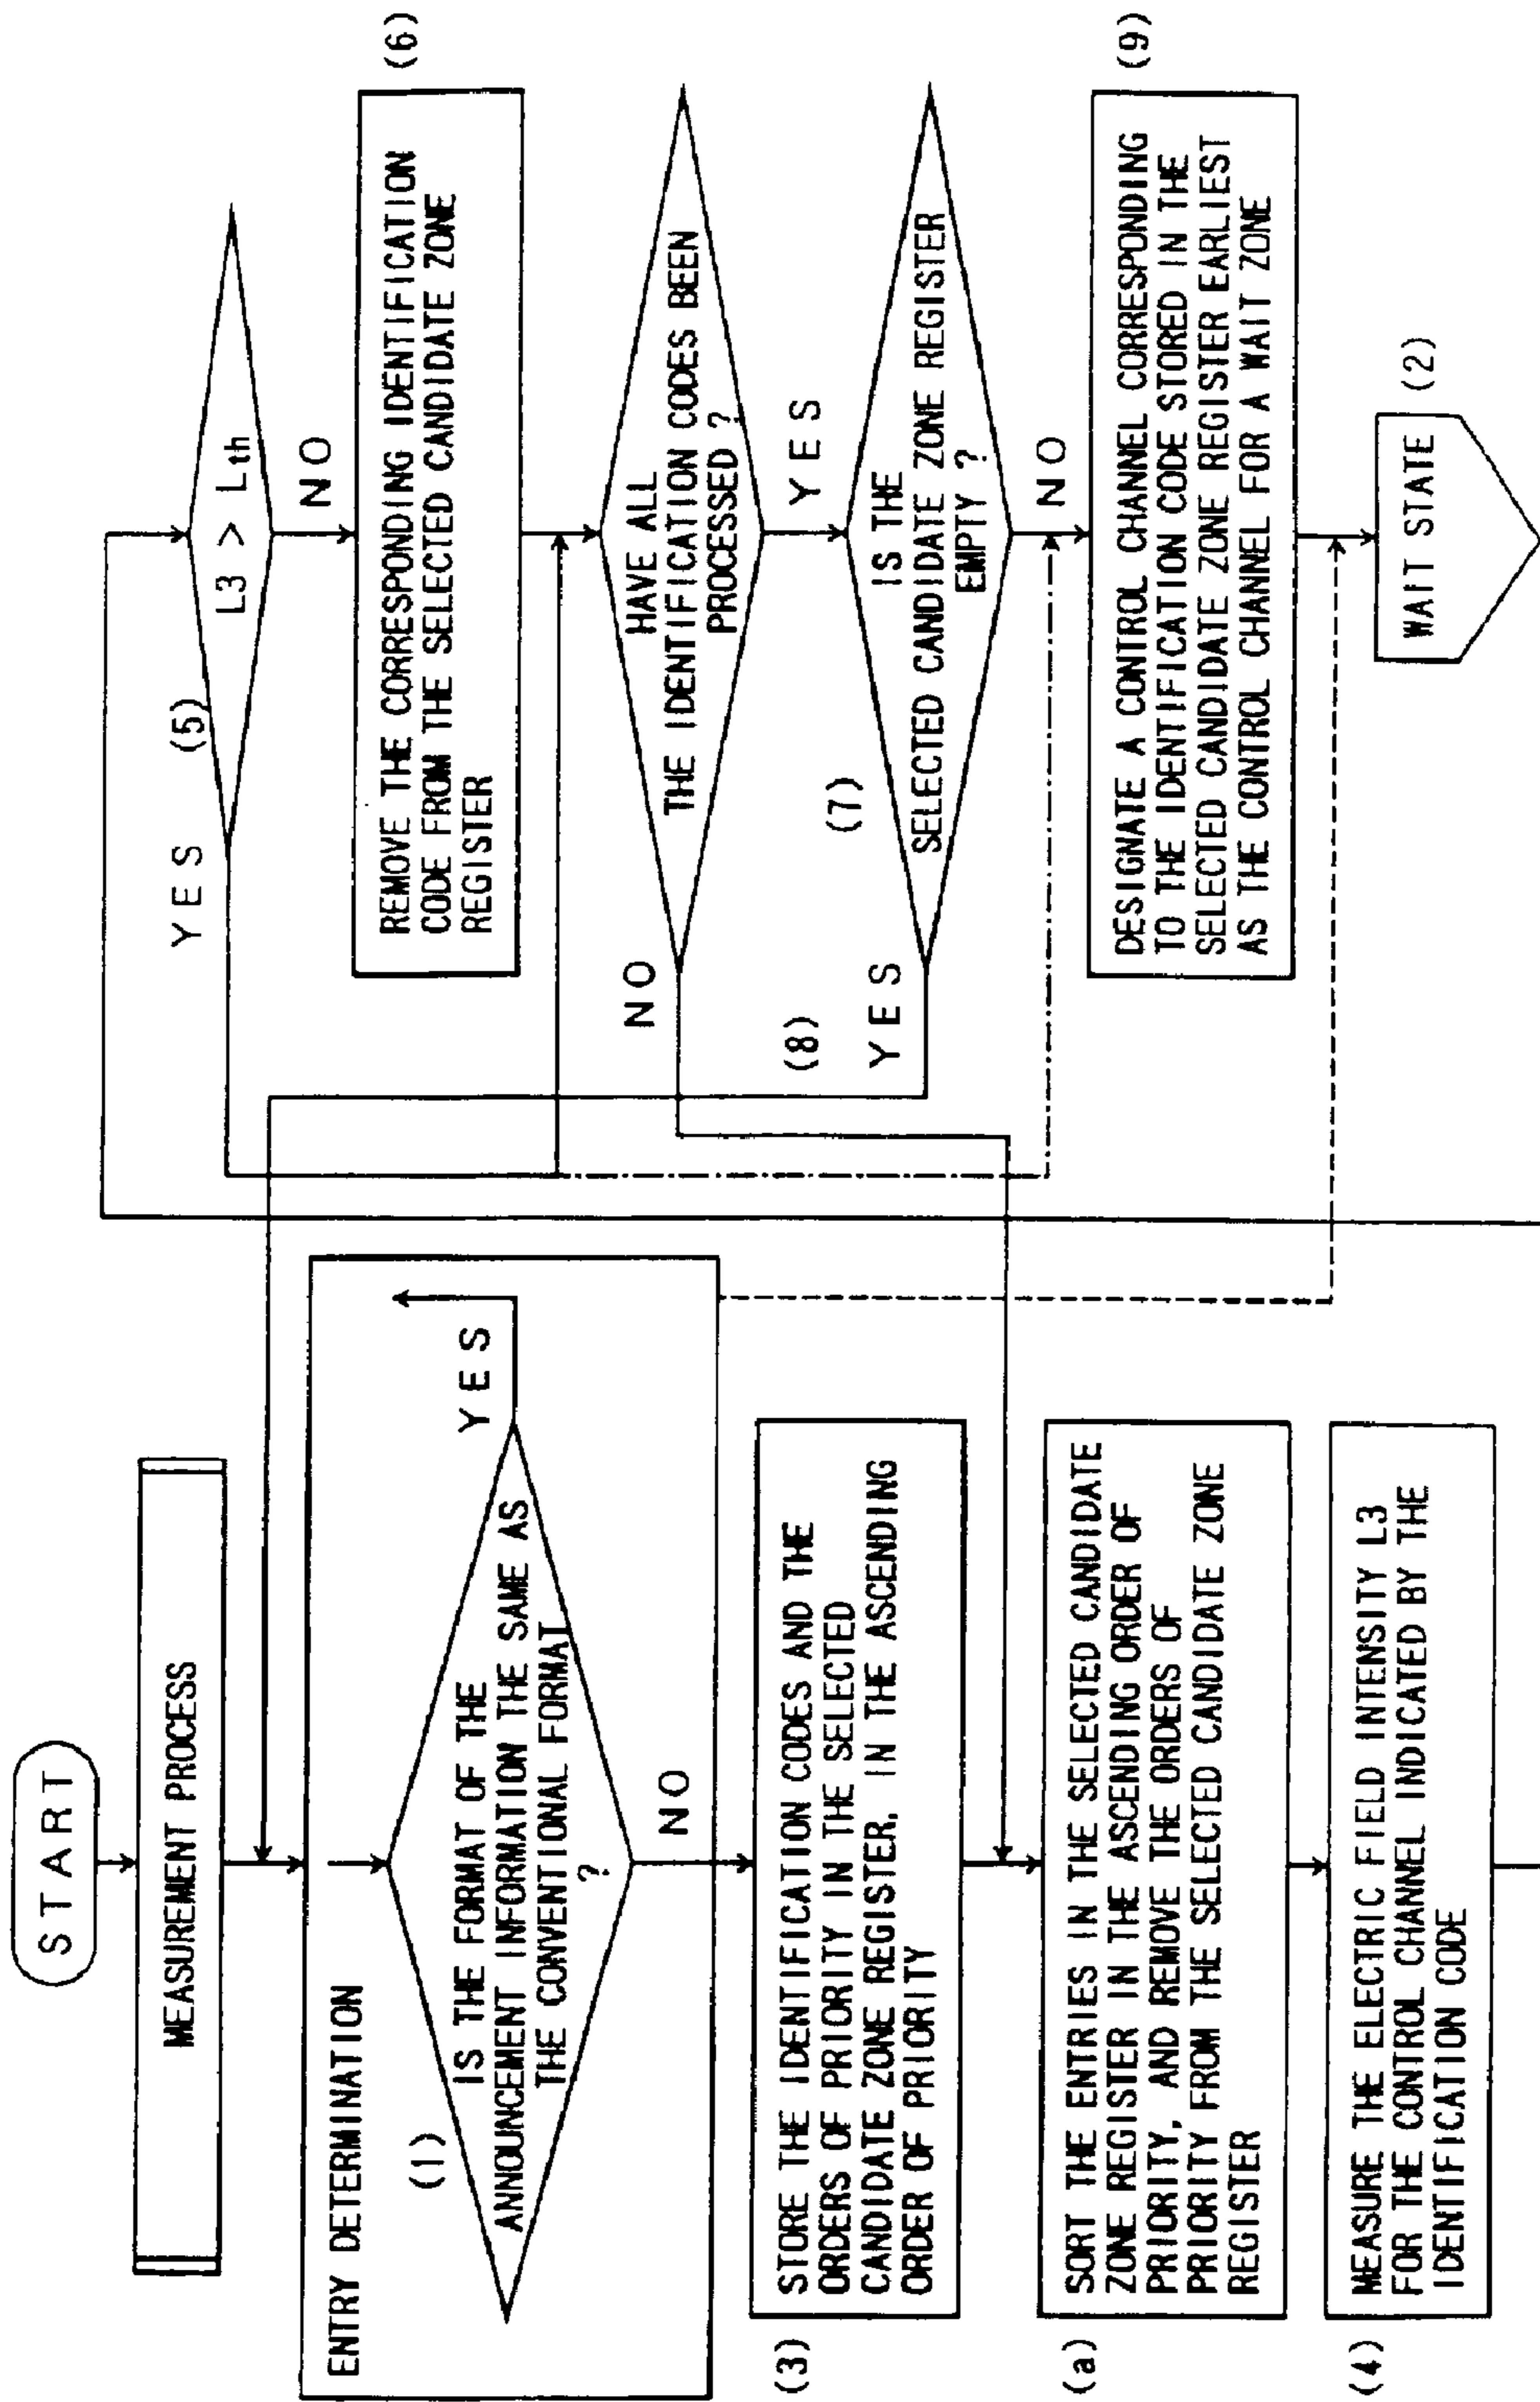 START
MEASUREMENT PROCESS
ENTRY DETERMINATION
(1)
IS THE FORMAT OF THE
ANNOUNCEMENT INFORMATION THE SAME AS
THE CONVENTIONAL FORMAT
?
YES
NO
(3)
STORE THE IDENTIFICATION CODES AND THE
ORDERS OF PRIORITY IN THE SELECTED
CANDIDATE ZONE REGISTER, IN THE ASCENDING
ORDER OF PRIORITY
(a)
SORT THE ENTRIES IN THE SELECTED CANDIDATE
ZONE REGISTER IN THE ASCENDING ORDER OF
PRIORITY, AND REMOVE THE ORDERS OF
PRIORITY FROM THE SELECTED CANDIDATE ZONE
REGISTER
(4)
MEASURE THE ELECTRIC FIELD INTENSITY L3
FOR THE CONTROL CHANNEL INDICATED BY THE
IDENTIFICATION CODE
YES (5)
L3 > Lth
NO
(6)
REMOVE THE CORRESPONDING IDENTIFICATION
CODE FROM THE SELECTED CANDIDATE ZONE
REGISTER
HAVE ALL
THE IDENTIFICATION CODES BEEN
PROCESSED ?
NO
YES
(7)
(8)
IS THE
SELECTED CANDIDATE ZONE REGISTER
EMPTY ?
YES
NO
(9)
DESIGNATE A CONTROL CHANNEL CORRESPONDING
TO THE IDENTIFICATION CODE STORED IN THE
SELECTED CANDIDATE ZONE REGISTER EARLIEST
AS THE CONTROL CHANNEL FOR A WAIT ZONE
WAIT STATE (2)